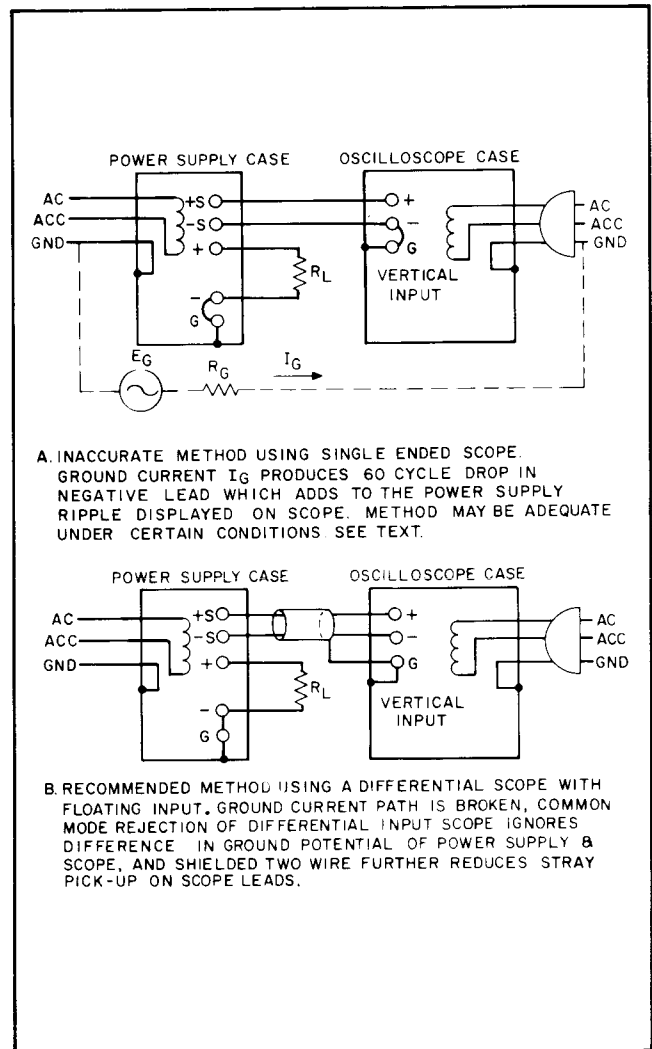 POWER SUPPLY CASE
OSCILLOSCOPE CASE
AC
ACC
GND
+S
-S
+
-
G
RL
+
-
G
VERTICAL
INPUT
AC
ACC
GND
EG
RG
IG
A. INACCURATE METHOD USING SINGLE ENDED SCOPE.
GROUND CURRENT IG PRODUCES 60 CYCLE DROP IN
NEGATIVE LEAD WHICH ADDS TO THE POWER SUPPLY
RIPPLE DISPLAYED ON SCOPE. METHOD MAY BE ADEQUATE
UNDER CERTAIN CONDITIONS SEE TEXT.
POWER SUPPLY CASE
OSCILLOSCOPE CASE
AC
ACC
GND
+S
-S
+
-
G
RL
+
-
G
VERTICAL
INPUT
AC
ACC
GND
B. RECOMMENDED METHOD USING A DIFFERENTIAL SCOPE WITH
FLOATING INPUT. GROUND CURRENT PATH IS BROKEN, COMMON
MODE REJECTION OF DIFFERENTIAL INPUT SCOPE IGNORES
DIFFERENCE IN GROUND POTENTIAL OF POWER SUPPLY &
SCOPE, AND SHIELDED TWO WIRE FURTHER REDUCES STRAY
PICK-UP ON SCOPE LEADS.